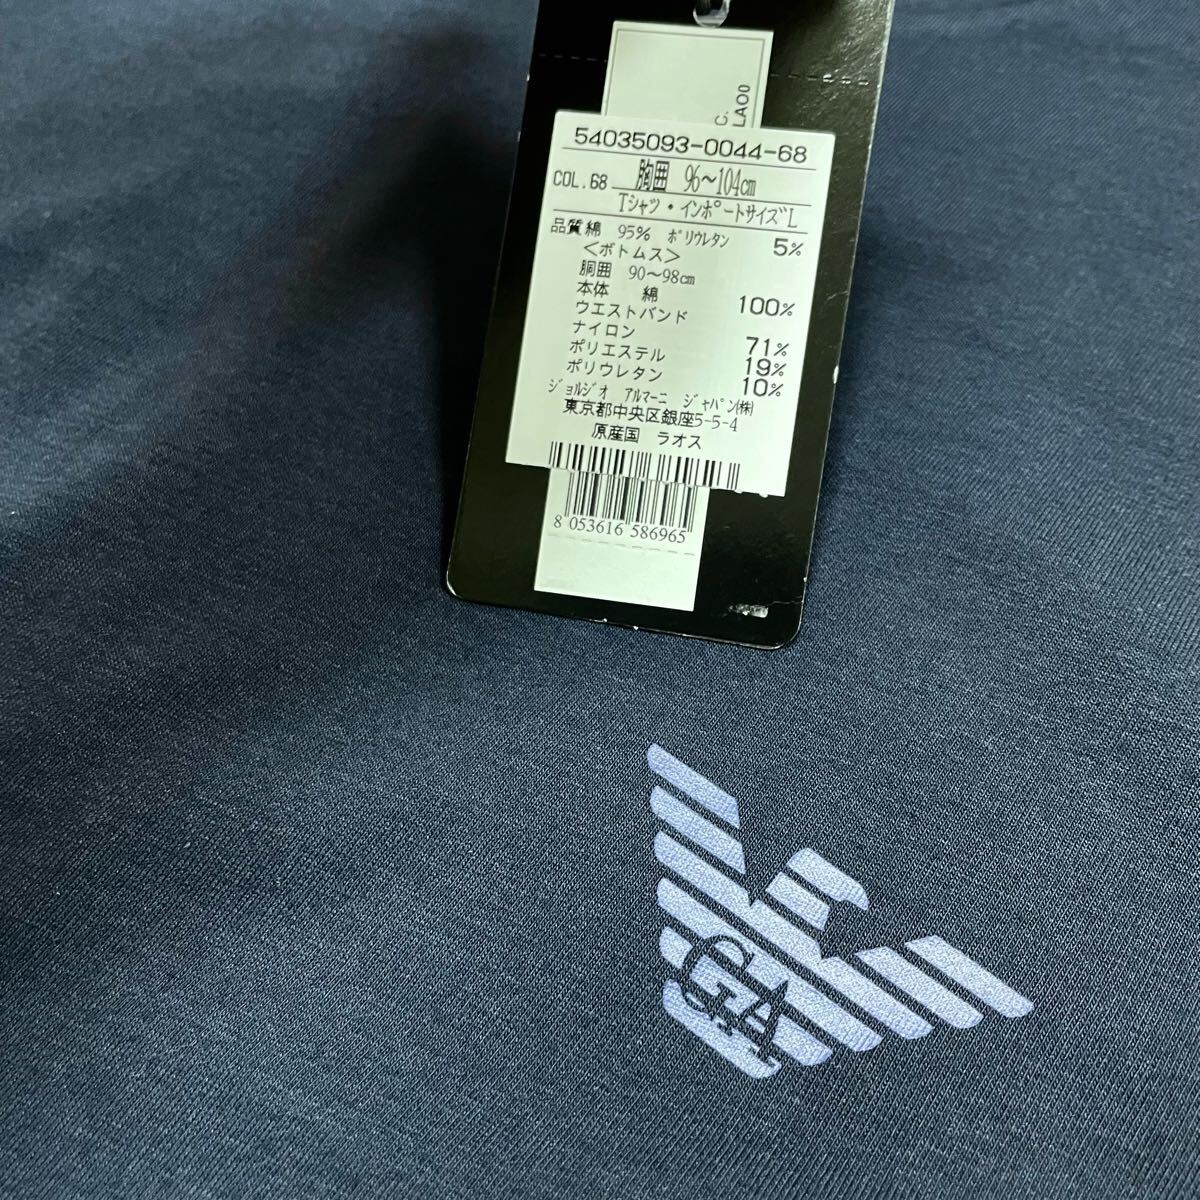 C.
LAO0
54035093-0044-68
COL.68 胸囲 96～104cm
Tシャツ・インポートサイズL
品質綿 95% ポリウレタン 5%
＜ボトムス＞
胴囲 90～98cm
本体 綿 100%
ウエストバンド
ナイロン 71%
ポリエステル 19%
ポリウレタン 10%
ジョルジオ アルマーニ ジャパン(株)
東京都中央区銀座5-5-4
原産国 ラオス
8 053616 586965
GA